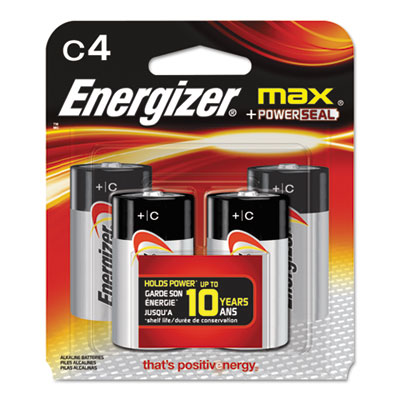 C4
Energizer® max®
+POWERSEAL
+|C
+|C
+|C
+|C
HOLDS POWER* UP TO
GARDE SON
ÉNERGIE*
JUSQU'À
10 YEARS
ANS
*shelf life/durée de conservation
ALKALINE BATTERIES
PILAS ALCALINAS
PILES ALCALINES
that's positivenergy.